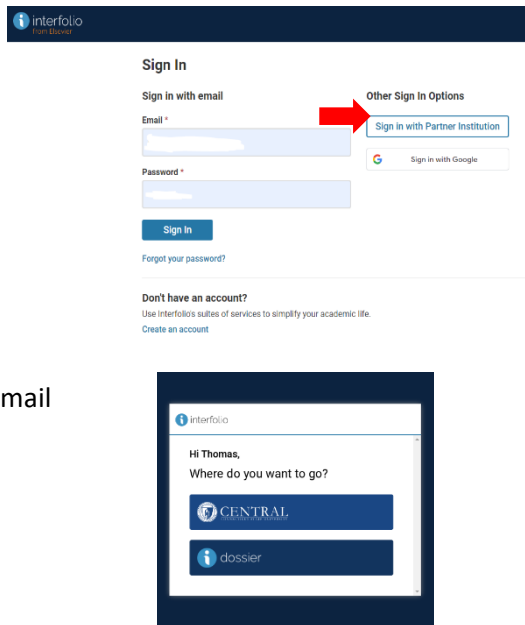 interfolio
from Elsevier
Sign In
Sign in with email
Other Sign In Options
Email *
Sign in with Partner Institution
Sign in with Google
Password *
Sign In
Forgot your password?
Don't have an account?
Use Interfolio's suites of services to simplify your academic life.
Create an account
mail
interfolio
Hi Thomas,
Where do you want to go?
CENTRAL
dossier